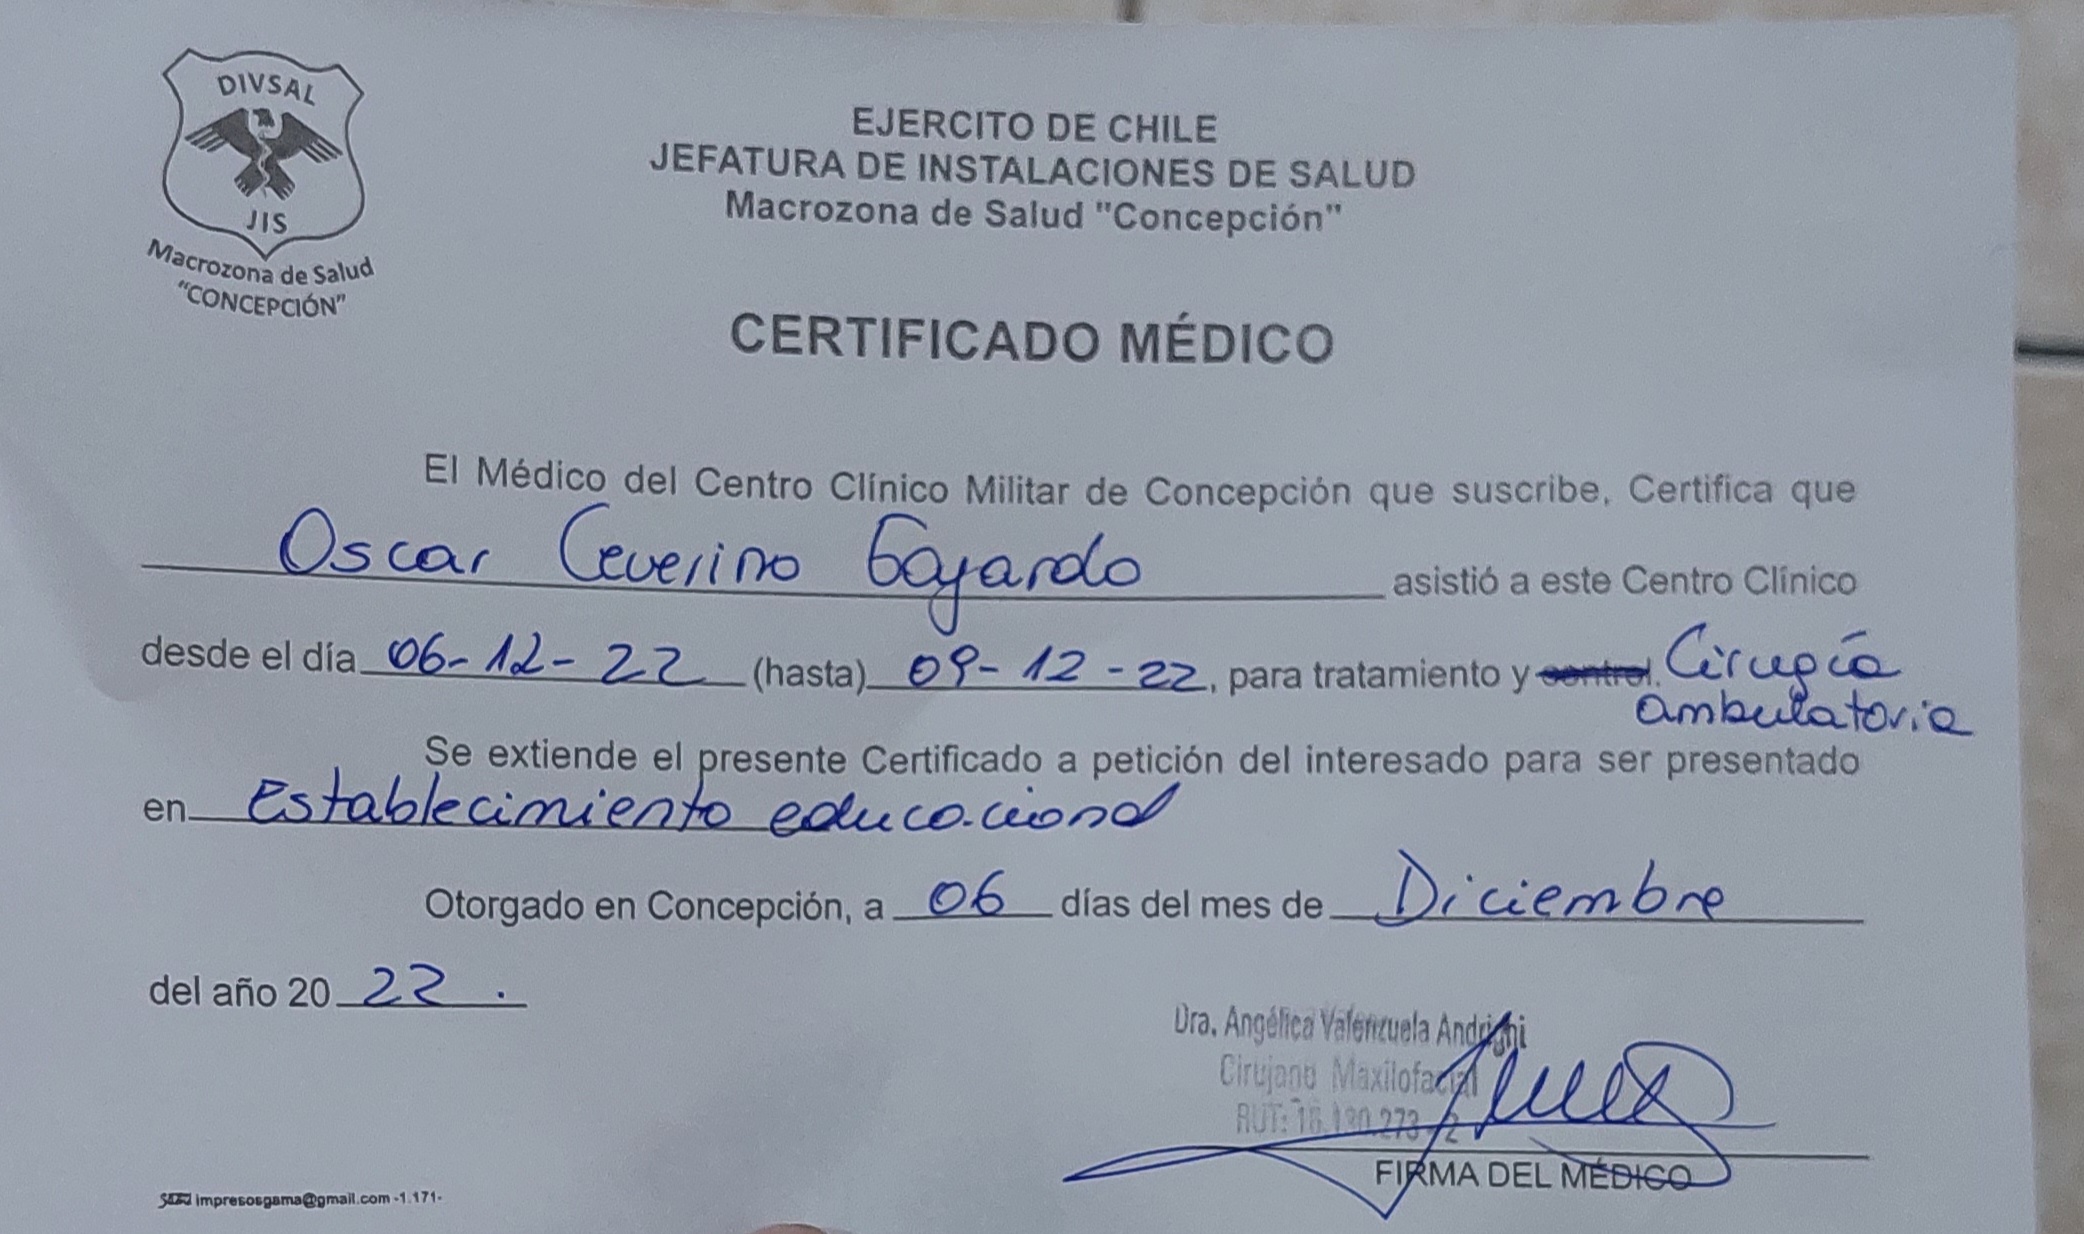 DIVSAL
JIS
Macrozona de Salud
"CONCEPCIÓN"
EJERCITO DE CHILE
JEFATURA DE INSTALACIONES DE SALUD
Macrozona de Salud "Concepción"
CERTIFICADO MÉDICO
El Médico del Centro Clínico Militar de Concepción que suscribe, Certifica que
Oscar Ceverino Gajardo asistió a este Centro Clínico
desde el día 06-12-22 (hasta) 09-12-22, para tratamiento y control. Cirugía
ambulatoria
Se extiende el presente Certificado a petición del interesado para ser presentado
en Establecimiento educacional
Otorgado en Concepción, a 06 días del mes de Diciembre
del año 20 22.
Dra. Angélica Valenzuela Andrighi
Cirujano Maxilofacial
RUT:
FIRMA DEL MÉDICO
impresosgama@gmail.com -1.171-